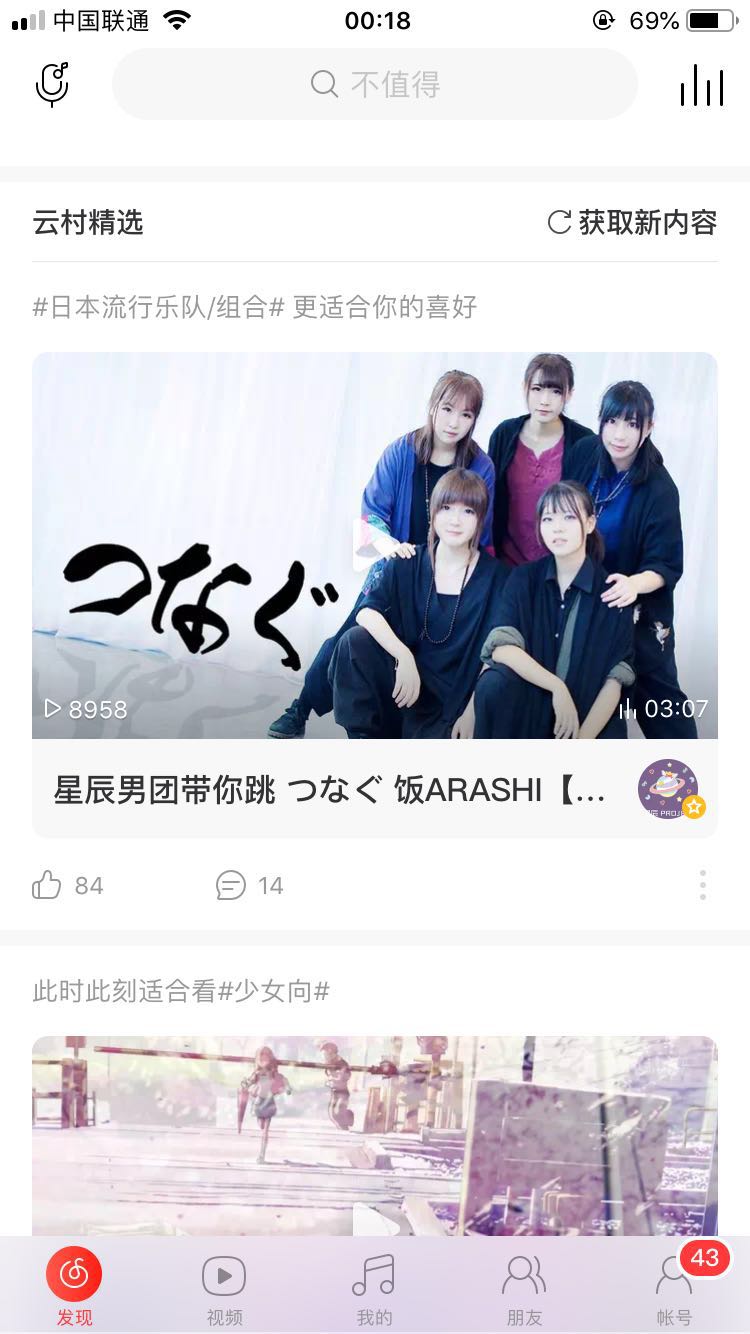 中国联通
00:18
69%
不值得
云村精选
获取新内容
#日本流行乐队/组合# 更适合你的喜好
つなぐ
8958
03:07
星辰男团带你跳 つなぐ 饭ARASHI【...
84
14
此时此刻适合看#少女向#
43
发现
视频
我的
朋友
帐号